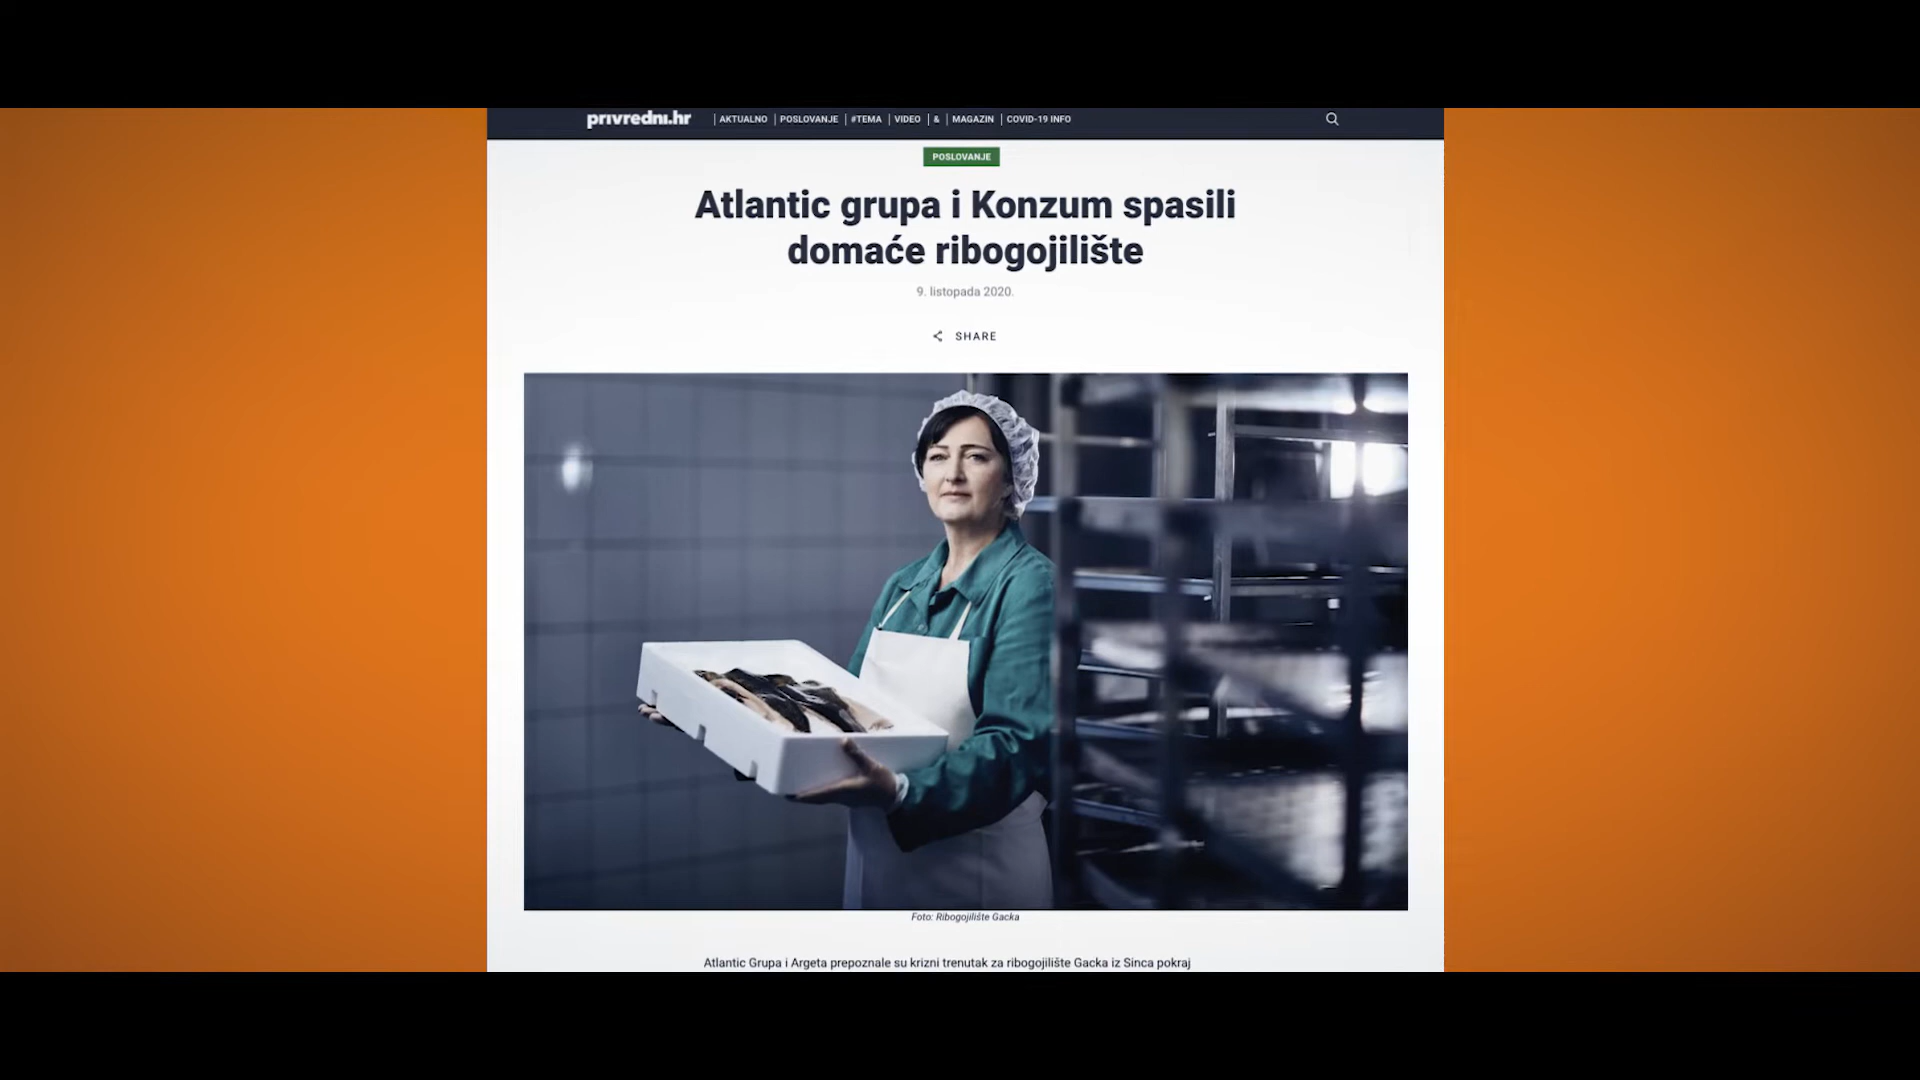 privredni.hr
AKTUALNO | POSLOVANJE | #TEMA | VIDEO | & | MAGAZIN | COVID-19 INFO
POSLOVANJE
Atlantic grupa i Konzum spasili
domaće ribogojilište
9. listopada 2020.
SHARE
Foto: Ribogojilište Gacka
Atlantic Grupa i Argeta prepoznale su krizni trenutak za ribogojilište Gacka iz Sinca pokraj